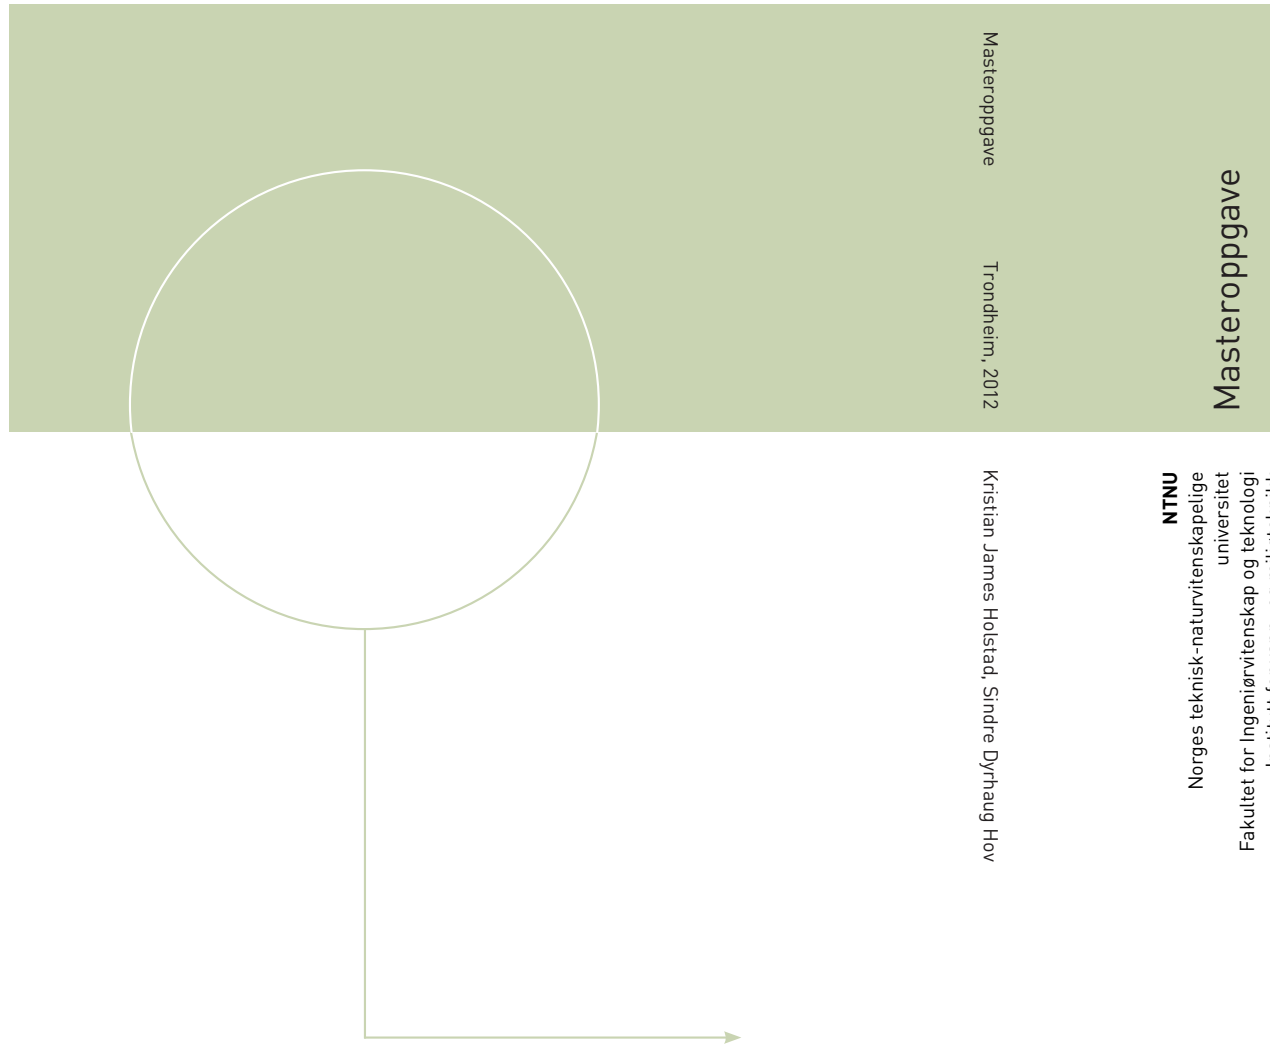 Masteroppgave
Trondheim, 2012
Kristian James Holstad, Sindre Dyrhaug Hov
Masteroppgave
NTNU
Norges teknisk-naturvitenskapelige
universitet
Fakultet for Ingeniørvitenskap og teknologi